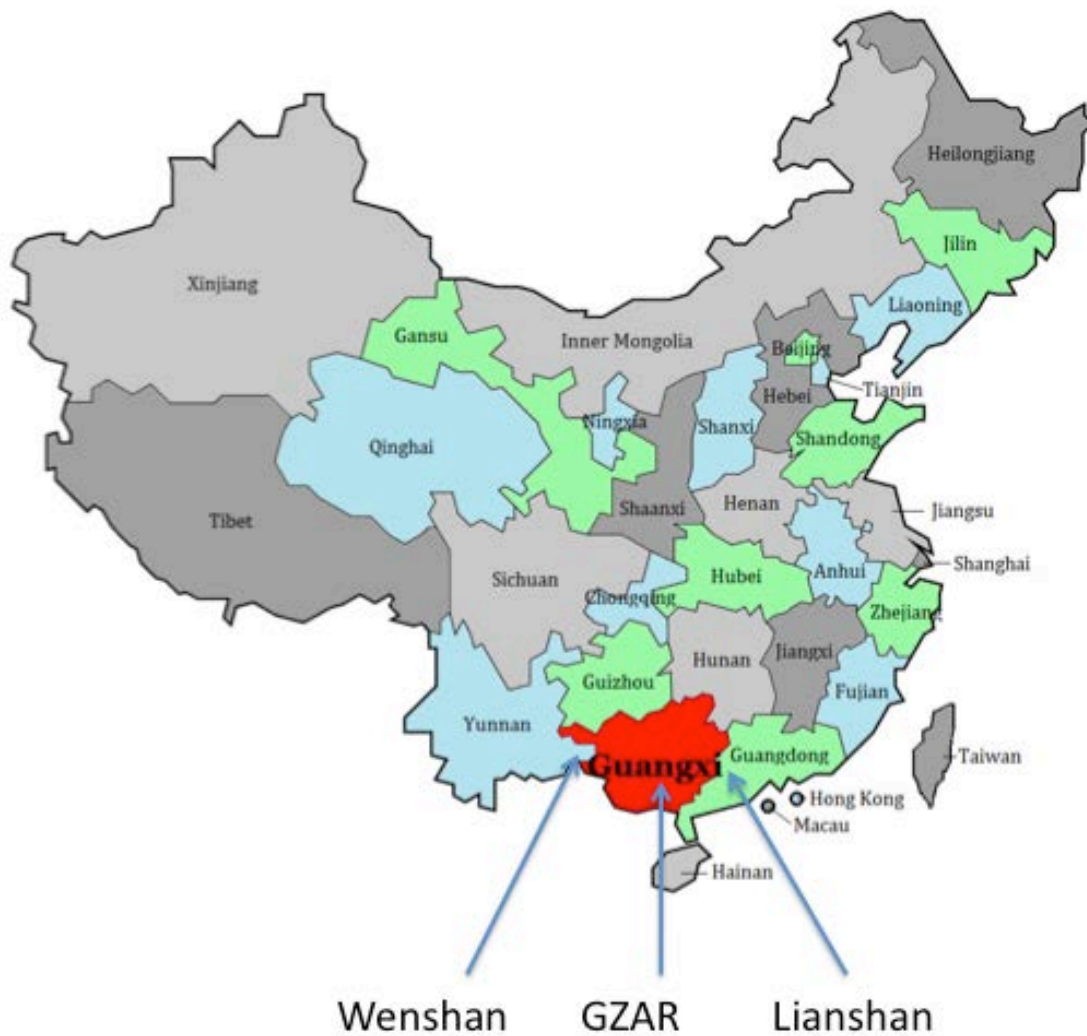 Heilongjiang
Jilin
Xinjiang
Liaoning
Gansu
Inner Mongolia
Beijing
Tianjin
Hebei
Ningxia
Shanxi
Shandong
Qinghai
Henan
Shaanxi
Jiangsu
Tibet
Shanghai
Anhui
Hubei
Sichuan
Chongqing
Zhejiang
Hunan
Jiangxi
Guizhou
Fujian
Yunnan
Guangdong
Taiwan
Guangxi
Hong Kong
Macau
Hainan
Wenshan GZAR Lianshan